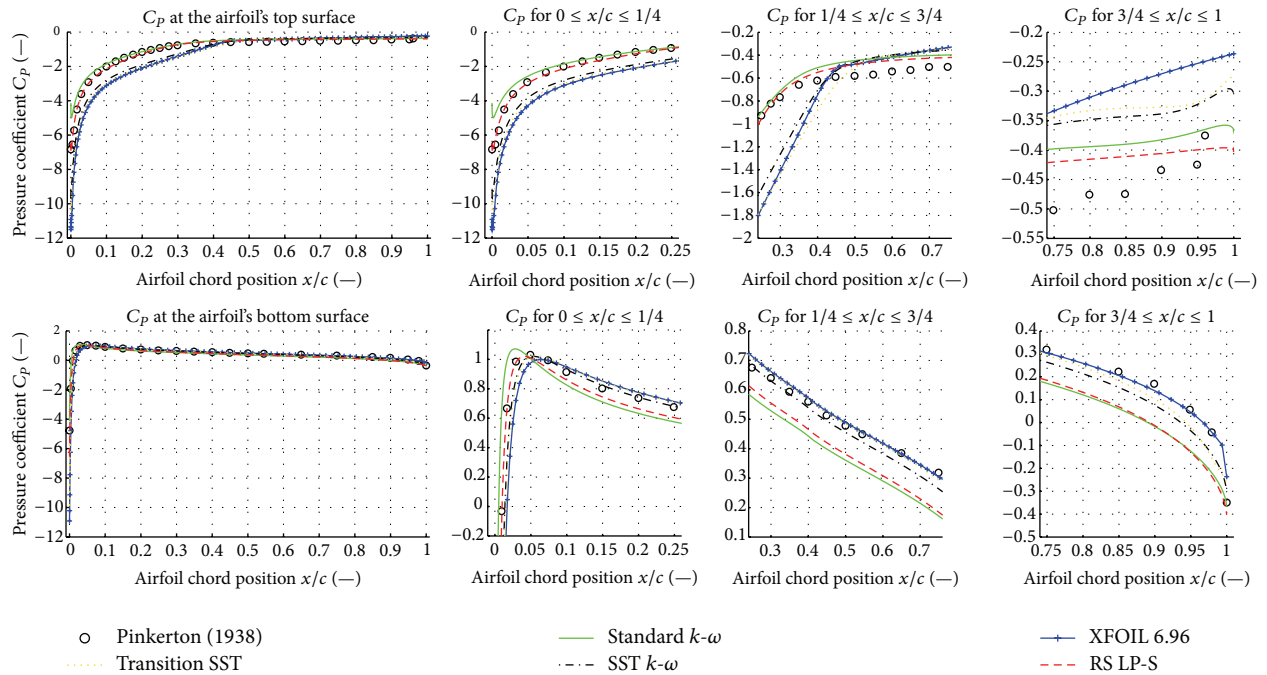 C_P at the airfoil's top surface
Pressure coefficient C_P (—)
0
−2
−4
−6
−8
−10
−12
0 0.1 0.2 0.3 0.4 0.5 0.6 0.7 0.8 0.9 1
Airfoil chord position x/c (—)
C_P for 0 ≤ x/c ≤ 1/4
0
−2
−4
−6
−8
−10
−12
0 0.05 0.1 0.15 0.2 0.25
Airfoil chord position x/c (—)
C_P for 1/4 ≤ x/c ≤ 3/4
−0.2
−0.4
−0.6
−0.8
−1
−1.2
−1.4
−1.6
−1.8
−2
0.3 0.4 0.5 0.6 0.7
Airfoil chord position x/c (—)
C_P for 3/4 ≤ x/c ≤ 1
−0.2
−0.25
−0.3
−0.35
−0.4
−0.45
−0.5
−0.55
0.75 0.8 0.85 0.9 0.95 1
Airfoil chord position x/c (—)
C_P at the airfoil's bottom surface
Pressure coefficient C_P (—)
2
0
−2
−4
−6
−8
−10
−12
0 0.1 0.2 0.3 0.4 0.5 0.6 0.7 0.8 0.9 1
Airfoil chord position x/c (—)
C_P for 0 ≤ x/c ≤ 1/4
1
0.8
0.6
0.4
0.2
0
−0.2
0 0.05 0.1 0.15 0.2 0.25
Airfoil chord position x/c (—)
C_P for 1/4 ≤ x/c ≤ 3/4
0.8
0.7
0.6
0.5
0.4
0.3
0.2
0.1
0.3 0.4 0.5 0.6 0.7
Airfoil chord position x/c (—)
C_P for 3/4 ≤ x/c ≤ 1
0.4
0.3
0.2
0.1
0
−0.1
−0.2
−0.3
−0.4
−0.5
0.75 0.8 0.85 0.9 0.95 1
Airfoil chord position x/c (—)
Pinkerton (1938)
Transition SST
Standard k-ω
SST k-ω
XFOIL 6.96
RS LP-S